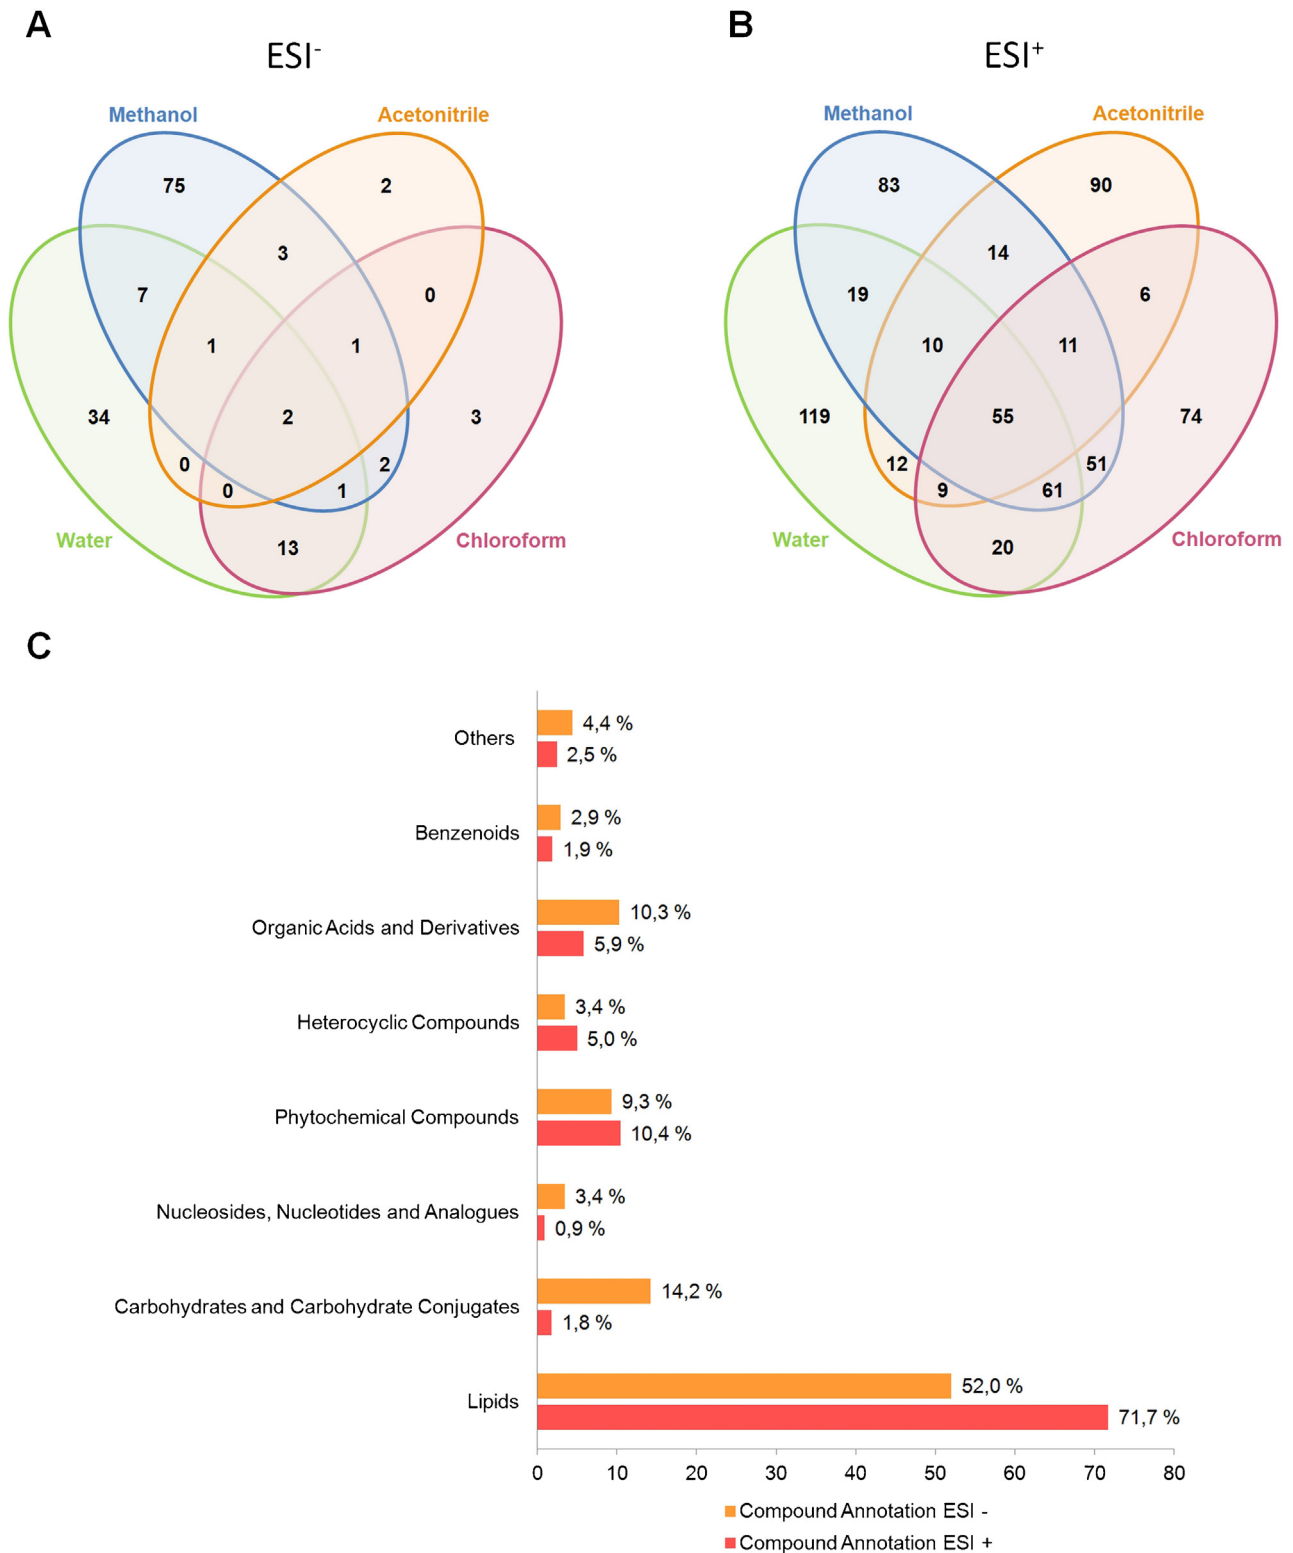 A
B
ESI-
ESI+
Methanol
Acetonitrile
Methanol
Acetonitrile
75
2
83
90
3
14
7
0
19
6
1
1
10
11
34
2
3
119
55
74
0
2
12
51
0
1
9
61
Water
Chloroform
Water
Chloroform
13
20
C
Others
4,4 %
2,5 %
Benzenoids
2,9 %
1,9 %
Organic Acids and Derivatives
10,3 %
5,9 %
Heterocyclic Compounds
3,4 %
5,0 %
Phytochemical Compounds
9,3 %
10,4 %
Nucleosides, Nucleotides and Analogues
3,4 %
0,9 %
Carbohydrates and Carbohydrate Conjugates
14,2 %
1,8 %
Lipids
52,0 %
71,7 %
0 10 20 30 40 50 60 70 80
Compound Annotation ESI -
Compound Annotation ESI +